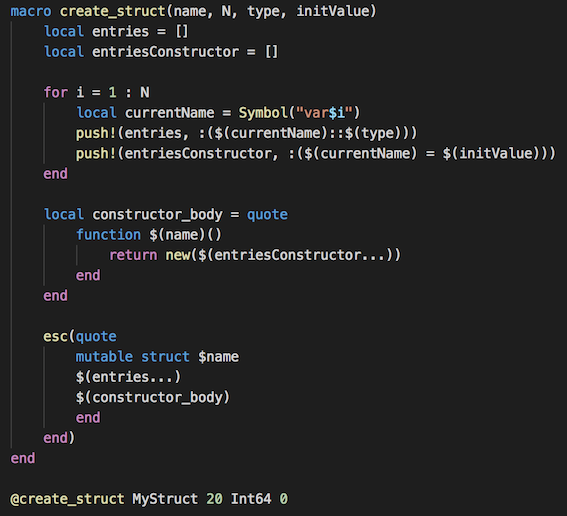 macro create_struct(name, N, type, initValue)
    local entries = []
    local entriesConstructor = []

    for i = 1 : N
        local currentName = Symbol("var$i")
        push!(entries, :($(currentName)::$(type)))
        push!(entriesConstructor, :($(currentName) = $(initValue)))
    end

    local constructor_body = quote
        function $(name)()
            return new($(entriesConstructor...))
        end
    end

    esc(quote
        mutable struct $name
        $(entries...)
        $(constructor_body)
        end
    end)
end

@create_struct MyStruct 20 Int64 0